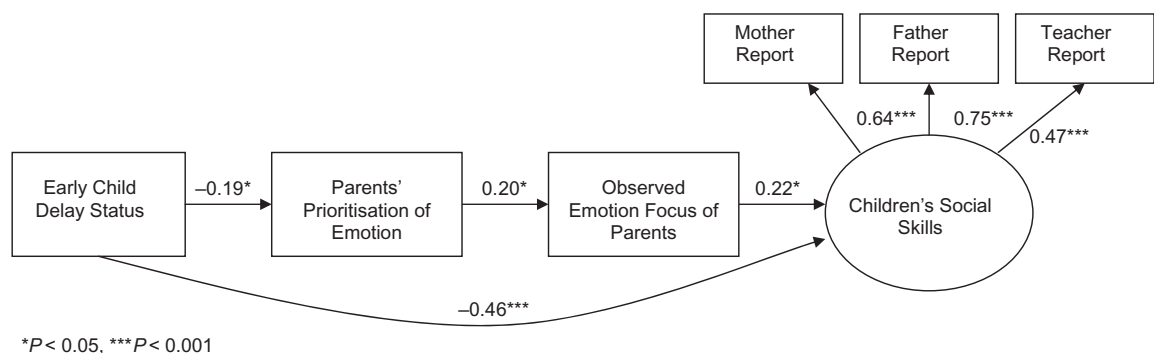 Mother
Report
Father
Report
Teacher
Report
0.64***
0.75***
0.47***
Early Child
Delay Status
–0.19*
Parents’
Prioritisation of
Emotion
0.20*
Observed
Emotion Focus of
Parents
0.22*
Children’s Social
Skills
–0.46***
*P < 0.05, ***P < 0.001